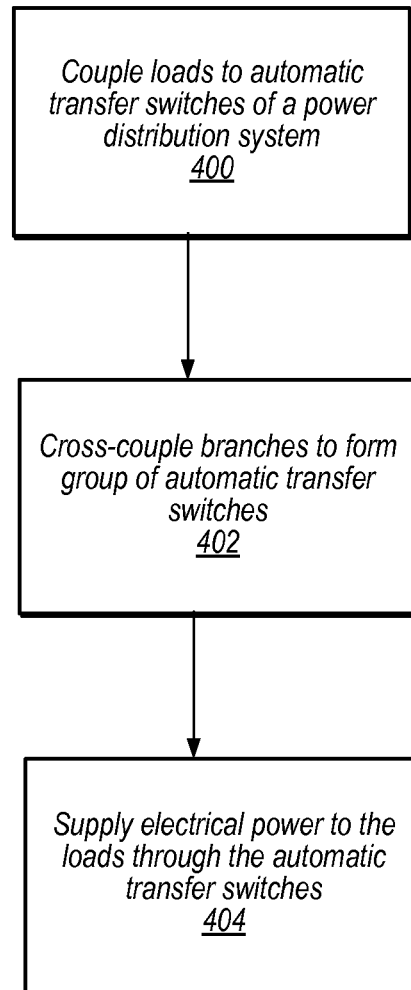 Couple loads to automatic
transfer switches of a power
distribution system
400
Cross-couple branches to form
group of automatic transfer
switches
402
Supply electrical power to the
loads through the automatic
transfer switches
404